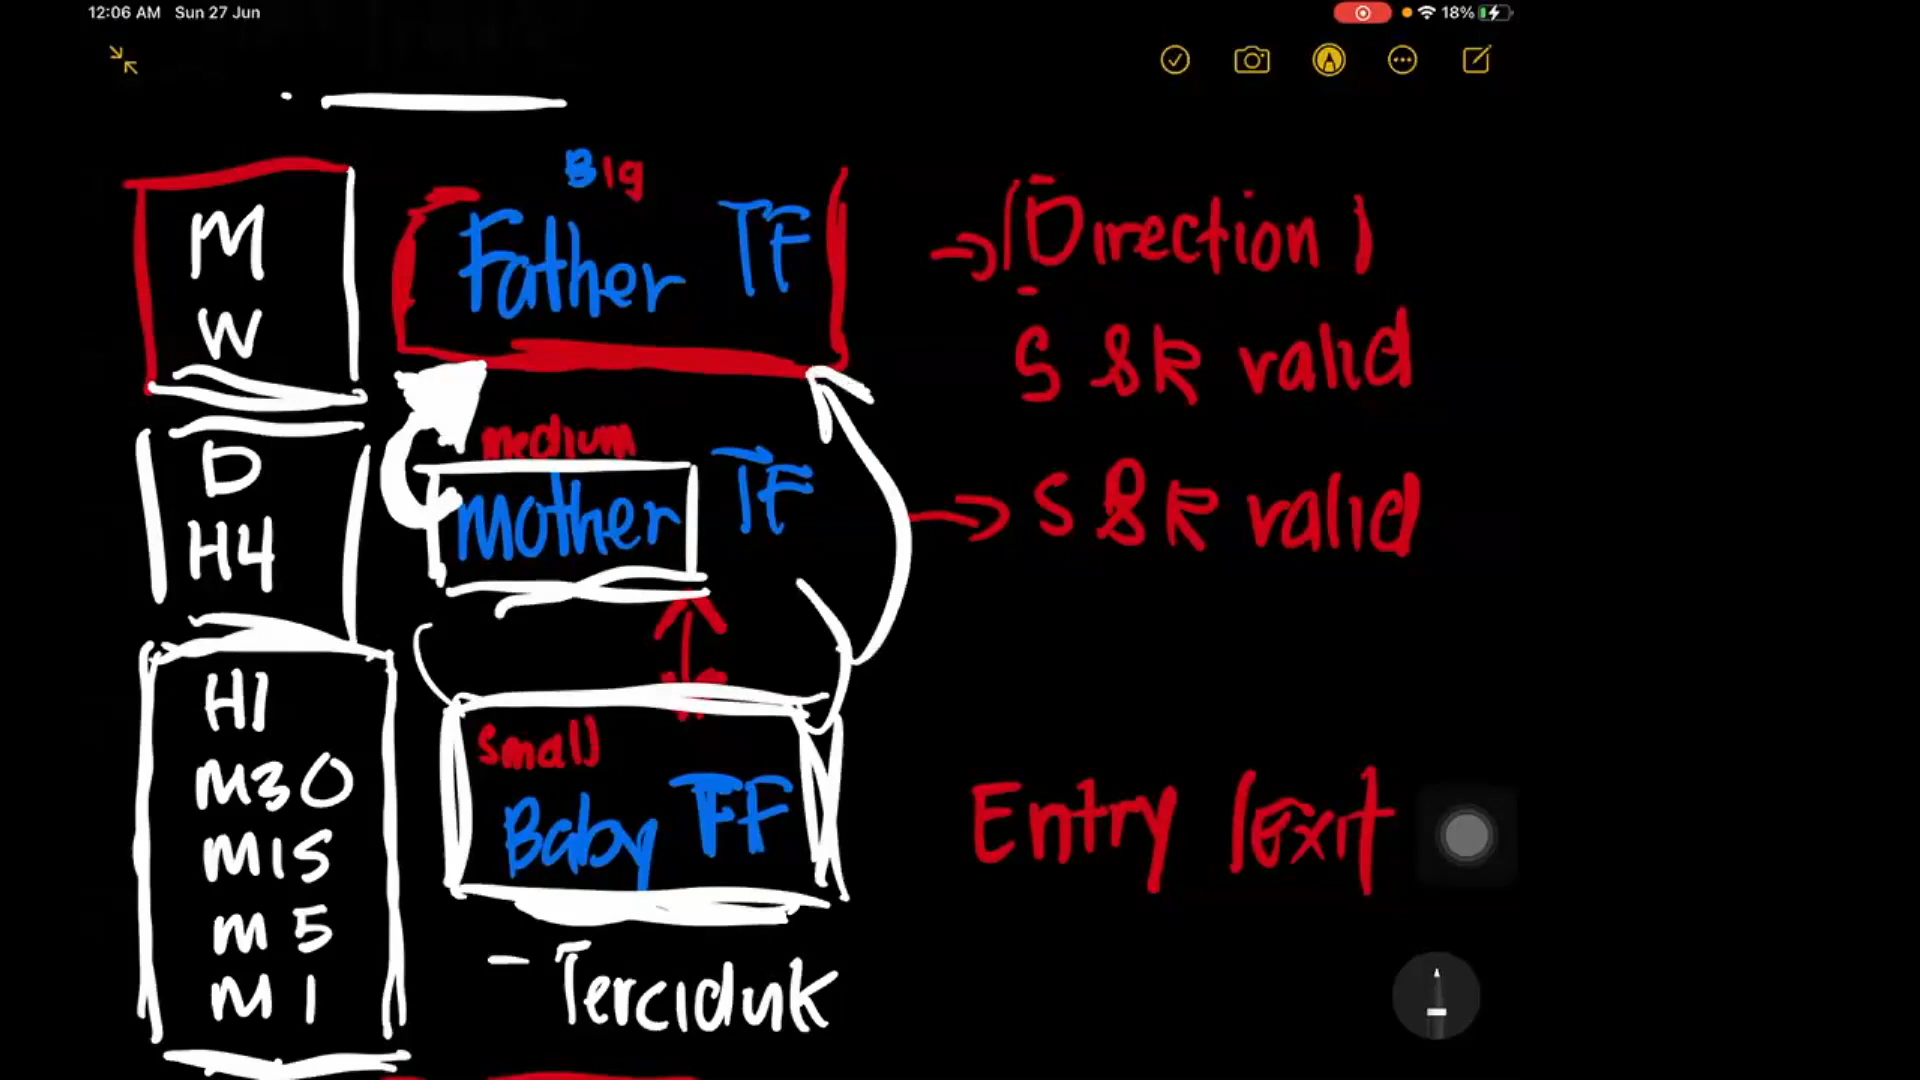 12:06 AM Sun 27 Jun 18%
Big
M Father TF → (Direction)
W S & R valid
medium
D Mother TF → S & R valid
H4
H1
small
M30
Baby TF Entry / Exit
M15
M5
M1
- Terciduk